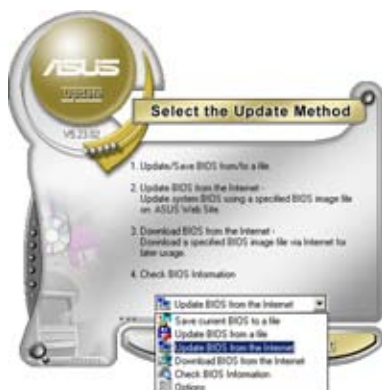 ASUS
Update
V5.23.02
Select the Update Method
1. Update/Save BIOS from/to a file.
2. Update BIOS from the Internet -
Update system BIOS using a specified BIOS image file
on ASUS Web Site.
3. Download BIOS from the Internet -
Download a specified BIOS image file via Internet for
later usage.
4. Check BIOS Information
Update BIOS from the Internet
Save current BIOS to a file
Update BIOS from a file
Update BIOS from the Internet
Download BIOS from the Internet
Check BIOS Information
Options